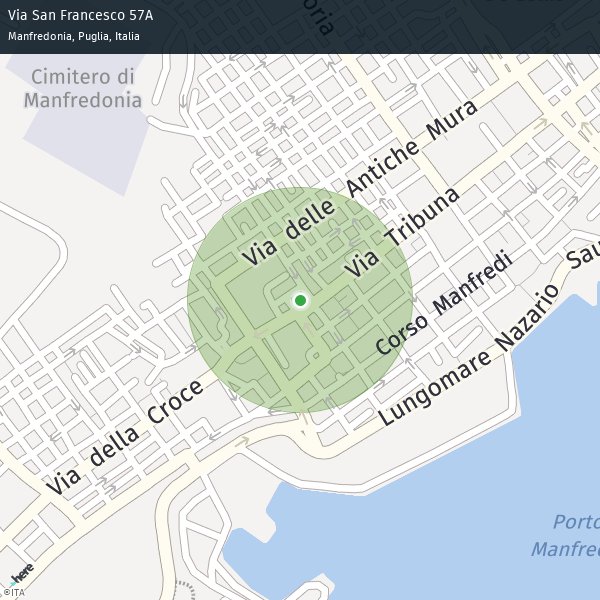 Via San Francesco 57A
Manfredonia, Puglia, Italia
oria
Cimitero di
Manfredonia
Via delle Antiche Mura
Via Tribuna
Corso Manfredi
Lungomare Nazario Sau
Via della Croce
Porto
Manfred
here
©ITA